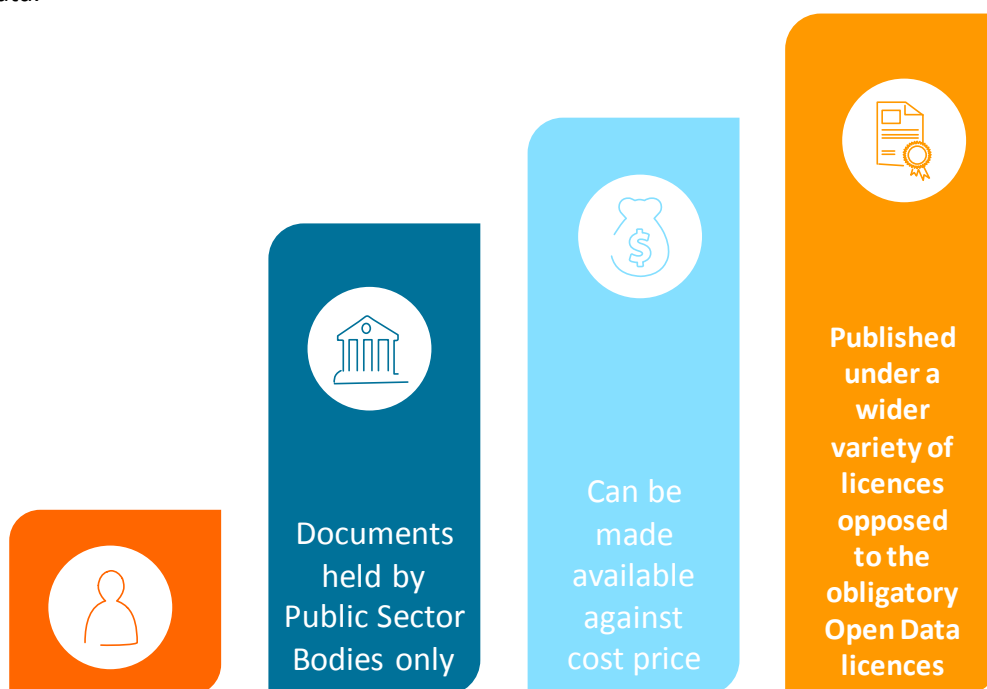 Documents
held by
Public Sector
Bodies only
Can be
made
available
against
cost price
Published
under a
wider
variety of
licences
opposed
to the
obligatory
Open Data
licences